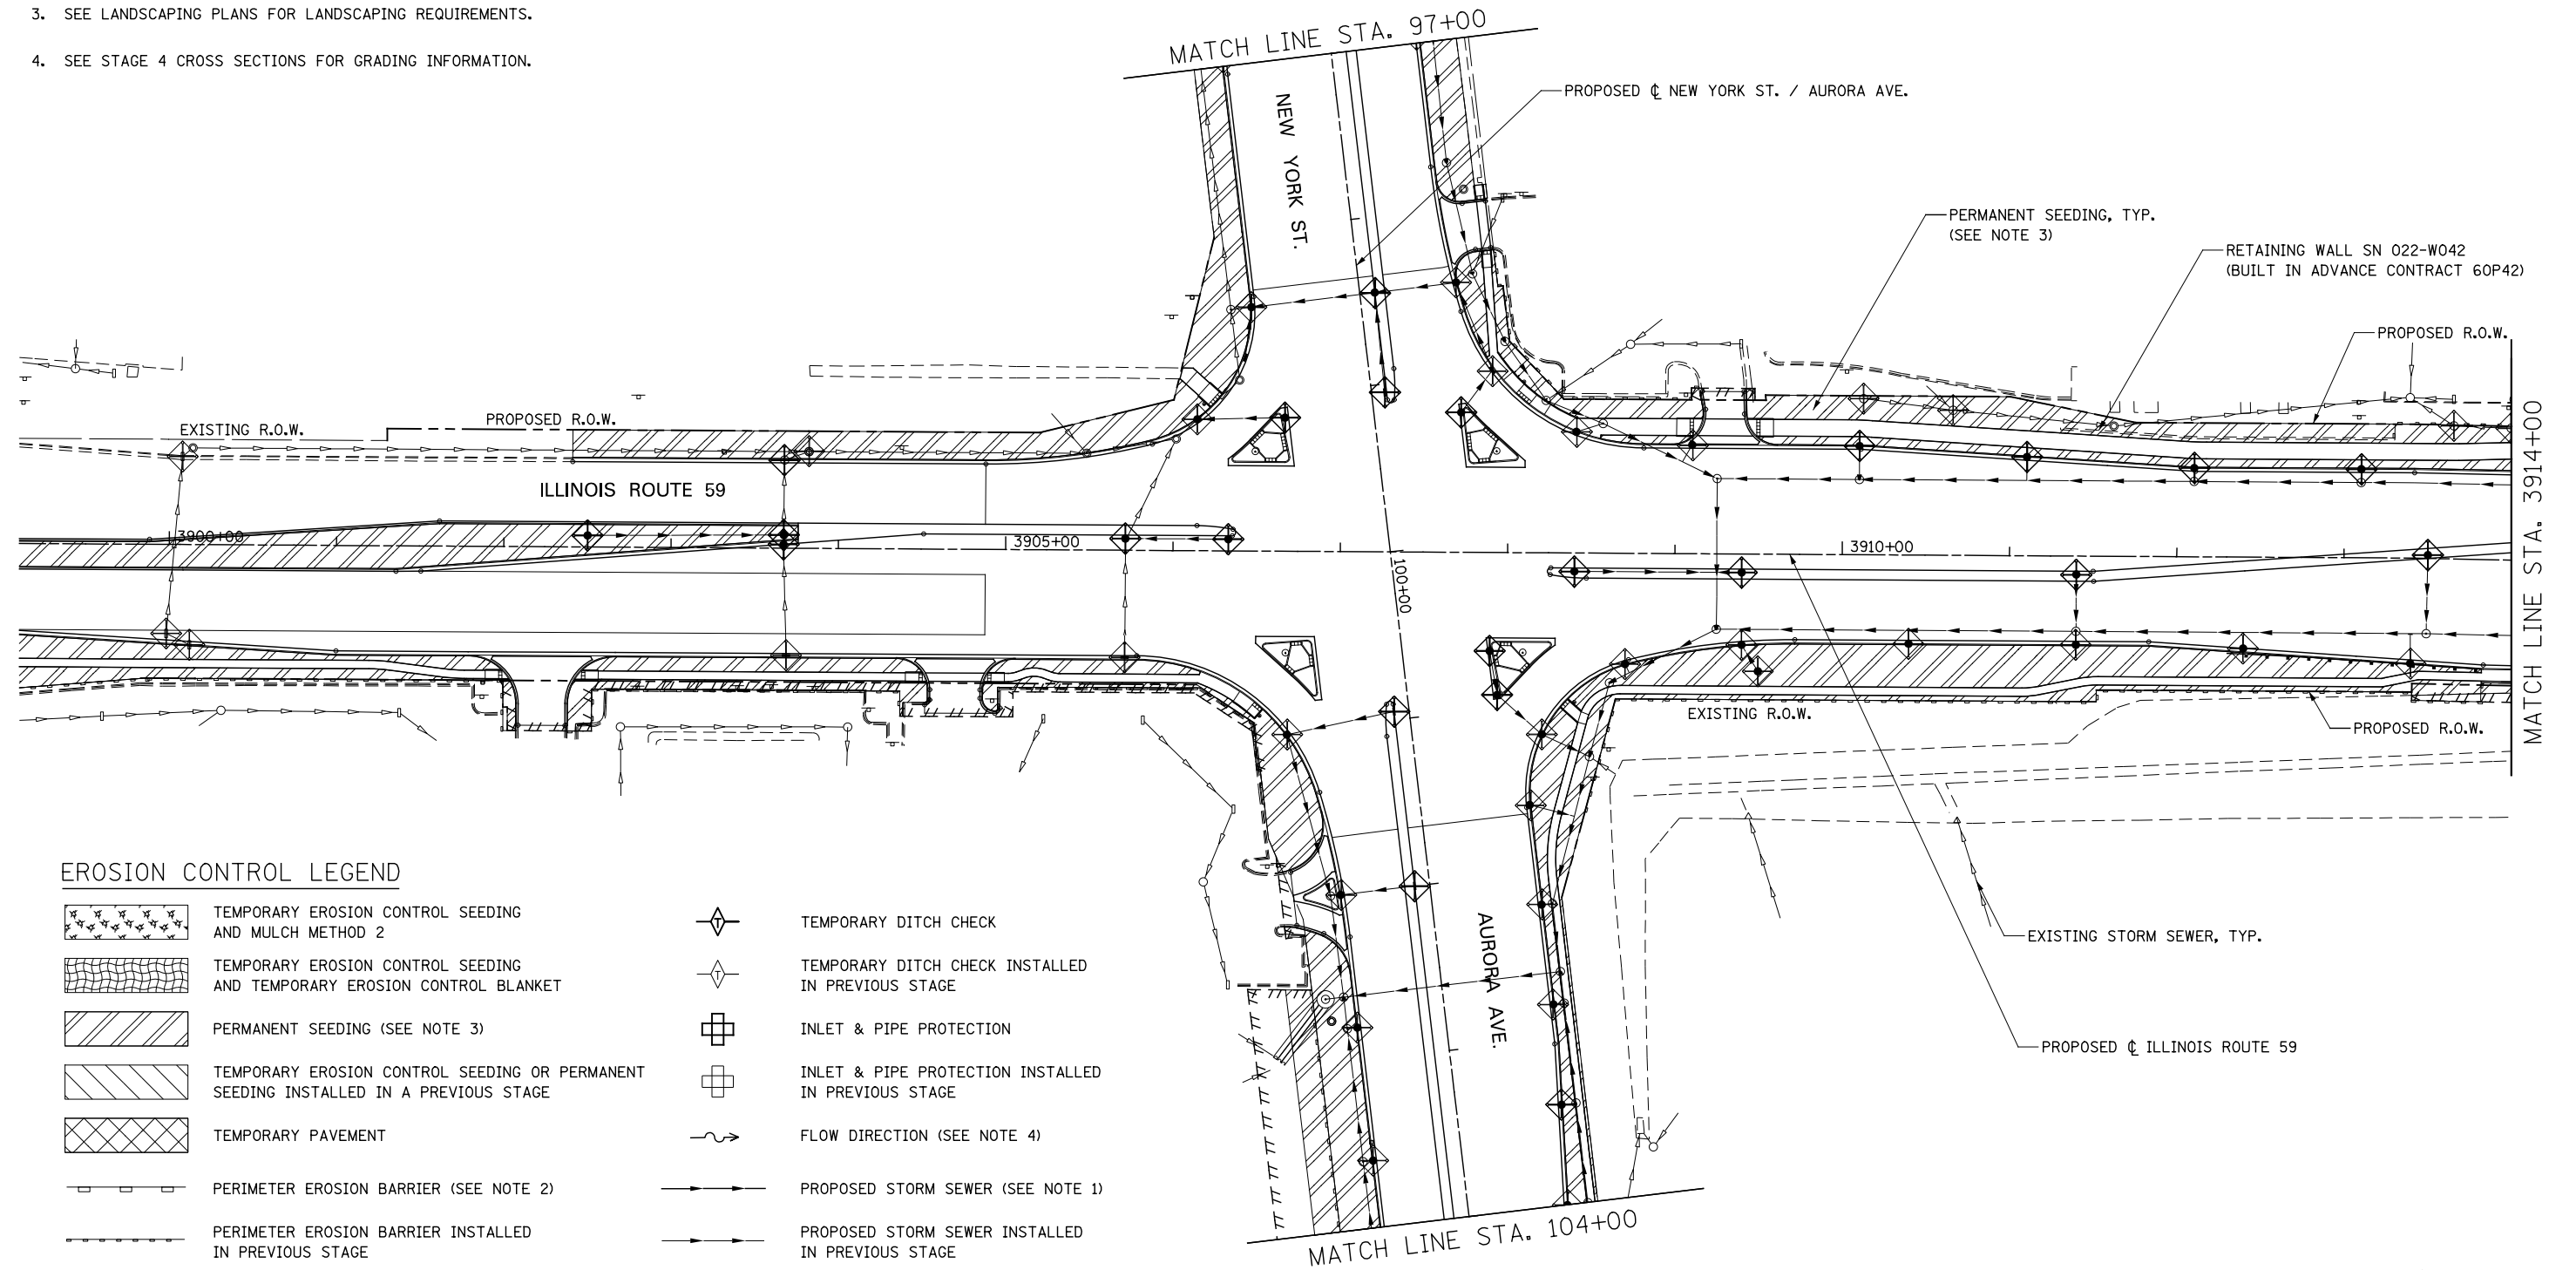 3. SEE LANDSCAPING PLANS FOR LANDSCAPING REQUIREMENTS.
4. SEE STAGE 4 CROSS SECTIONS FOR GRADING INFORMATION.
MATCH LINE STA. 97+00
NEW YORK ST.
PROPOSED ℄ NEW YORK ST. / AURORA AVE.
PERMANENT SEEDING, TYP.
(SEE NOTE 3)
RETAINING WALL SN 022-W042
(BUILT IN ADVANCE CONTRACT 60P42)
PROPOSED R.O.W.
EXISTING R.O.W.
PROPOSED R.O.W.
ILLINOIS ROUTE 59
3900+00
3905+00
3910+00
100+00
MATCH LINE STA. 3914+00
EXISTING R.O.W.
PROPOSED R.O.W.
AURORA AVE.
EXISTING STORM SEWER, TYP.
PROPOSED ℄ ILLINOIS ROUTE 59
MATCH LINE STA. 104+00
EROSION CONTROL LEGEND
TEMPORARY EROSION CONTROL SEEDING
AND MULCH METHOD 2
TEMPORARY EROSION CONTROL SEEDING
AND TEMPORARY EROSION CONTROL BLANKET
PERMANENT SEEDING (SEE NOTE 3)
TEMPORARY EROSION CONTROL SEEDING OR PERMANENT
SEEDING INSTALLED IN A PREVIOUS STAGE
TEMPORARY PAVEMENT
PERIMETER EROSION BARRIER (SEE NOTE 2)
PERIMETER EROSION BARRIER INSTALLED
IN PREVIOUS STAGE
T
TEMPORARY DITCH CHECK
T
TEMPORARY DITCH CHECK INSTALLED
IN PREVIOUS STAGE
INLET & PIPE PROTECTION
INLET & PIPE PROTECTION INSTALLED
IN PREVIOUS STAGE
FLOW DIRECTION (SEE NOTE 4)
PROPOSED STORM SEWER (SEE NOTE 1)
PROPOSED STORM SEWER INSTALLED
IN PREVIOUS STAGE